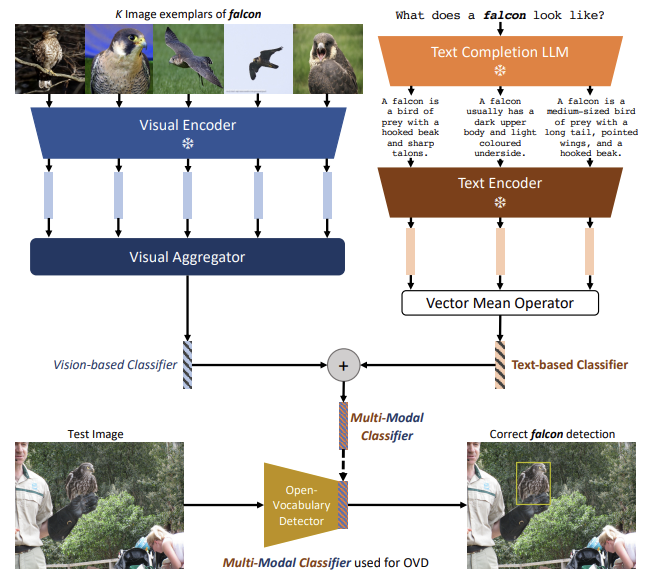 K Image exemplars of falcon
What does a falcon look like?
Visual Encoder
Text Completion LLM
A falcon is
a bird of
prey with a
hooked beak
and sharp
talons.
A falcon
usually has a
dark upper
body and light
coloured
underside.
A falcon is a
medium-sized bird
of prey with a
long tail, pointed
wings, and a
hooked beak.
Text Encoder
Visual Aggregator
Vector Mean Operator
Vision-based Classifier
+
Text-based Classifier
Multi-Modal
Classifier
Test Image
Correct falcon detection
Open-
Vocabulary
Detector
Multi-Modal Classifier used for OVD